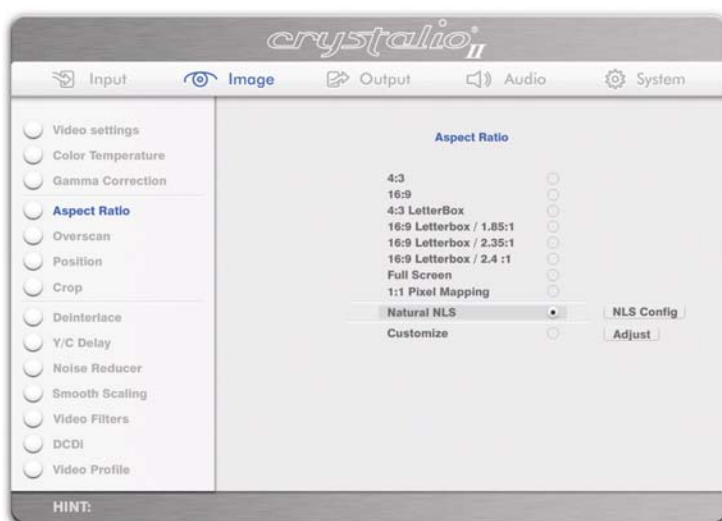 crystalio II
Input Image Output Audio System
Video settings
Color Temperature
Gamma Correction
Aspect Ratio
Overscan
Position
Crop
Deinterlace
Y/C Delay
Noise Reducer
Smooth Scaling
Video Filters
DCDi
Video Profile
Aspect Ratio
4:3
16:9
4:3 LetterBox
16:9 Letterbox / 1.85:1
16:9 Letterbox / 2.35:1
16:9 Letterbox / 2.4 :1
Full Screen
1:1 Pixel Mapping
Natural NLS NLS Config
Customize Adjust
HINT: